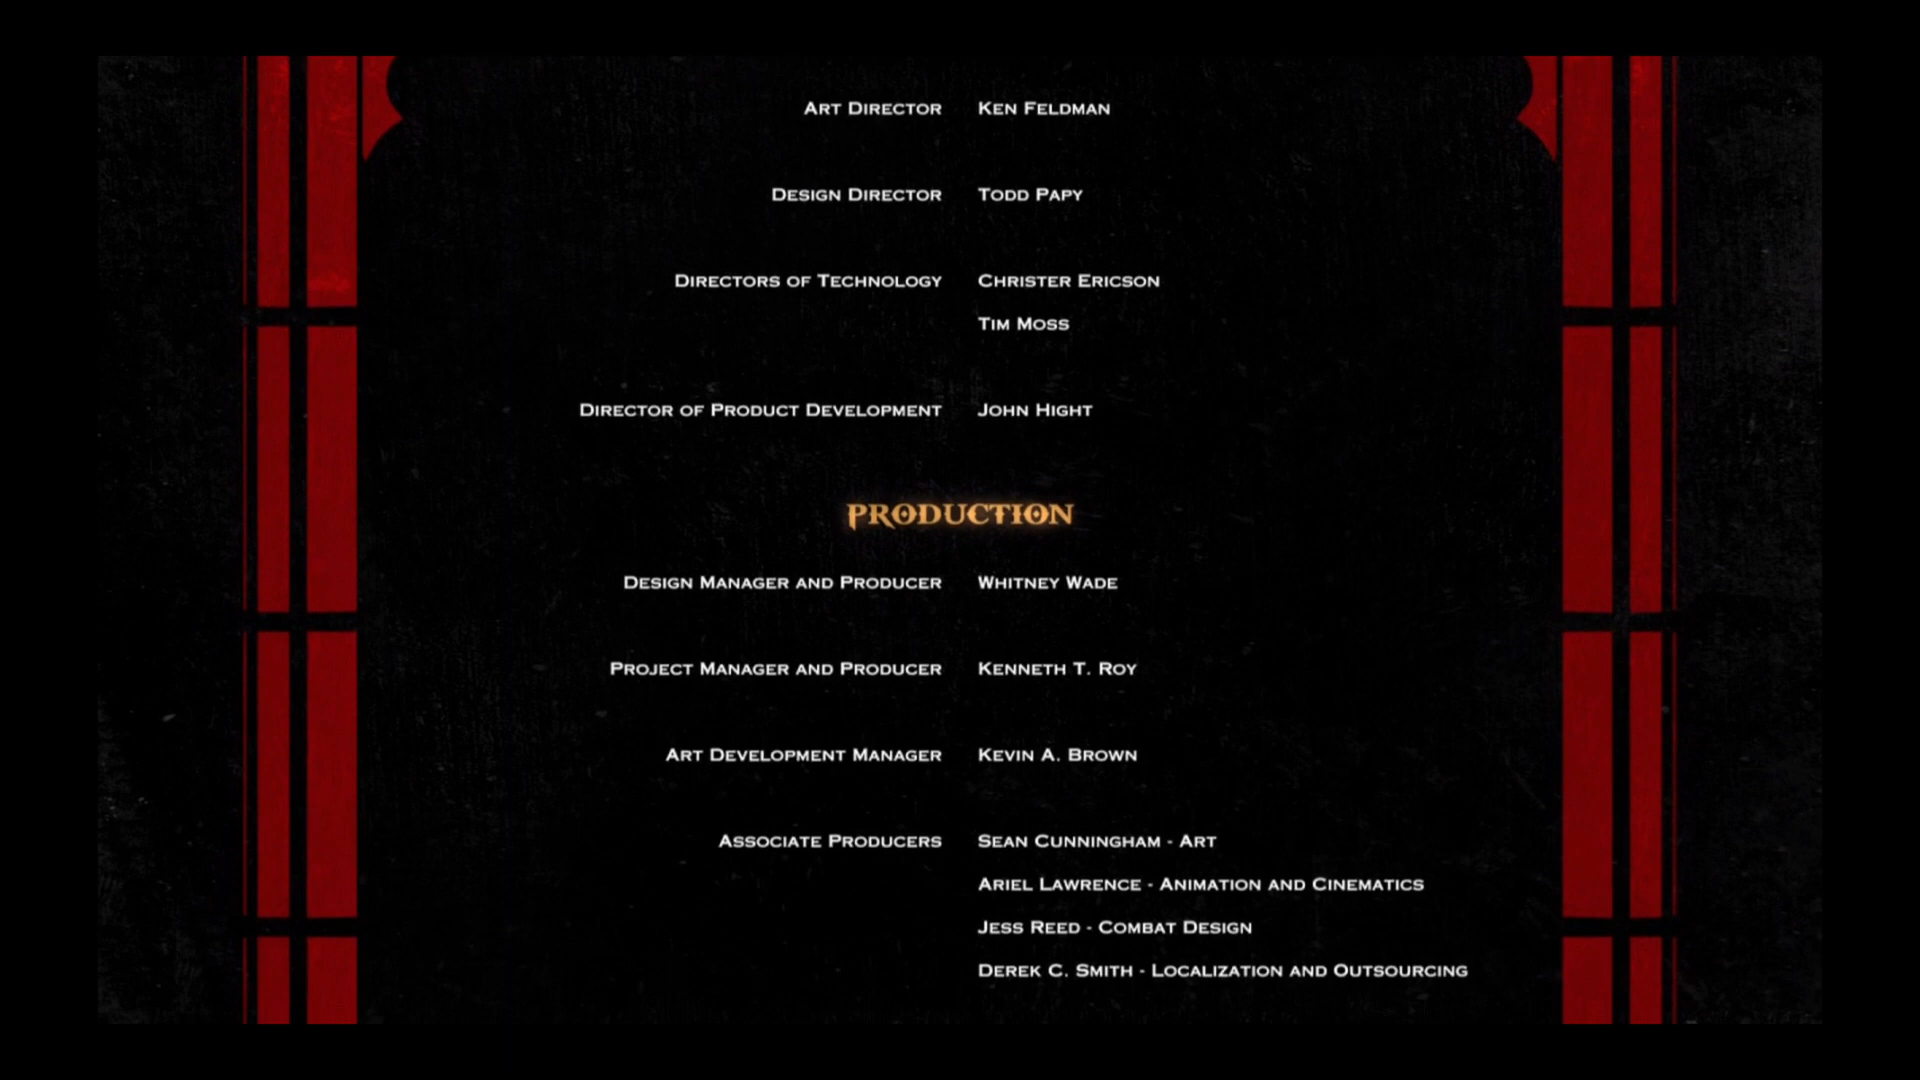 Art Director Ken Feldman
Design Director Todd Papy
Directors of Technology Christer Ericson
Tim Moss
Director of Product Development John Hight
PRODUCTION
Design Manager and Producer Whitney Wade
Project Manager and Producer Kenneth T. Roy
Art Development Manager Kevin A. Brown
Associate Producers Sean Cunningham - Art
Ariel Lawrence - Animation and Cinematics
Jess Reed - Combat Design
Derek C. Smith - Localization and Outsourcing